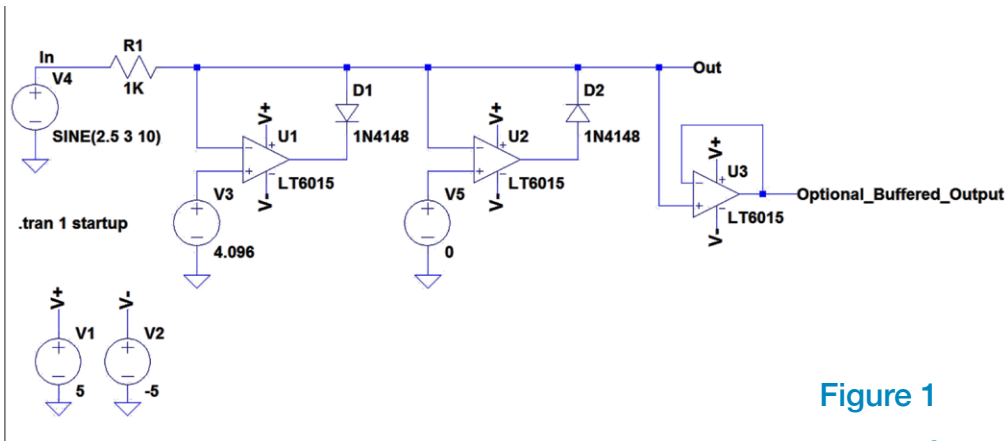 In
R1
V4
1K
Out
SINE(2.5 3 10)
D1
1N4148
D2
1N4148
V+
U1
LT6015
V-
V+
U2
LT6015
V-
V+
U3
LT6015
V-
Optional_Buffered_Output
V3
4.096
V5
0
.tran 1 startup
V+
V1
5
V-
V2
-5
Figure 1